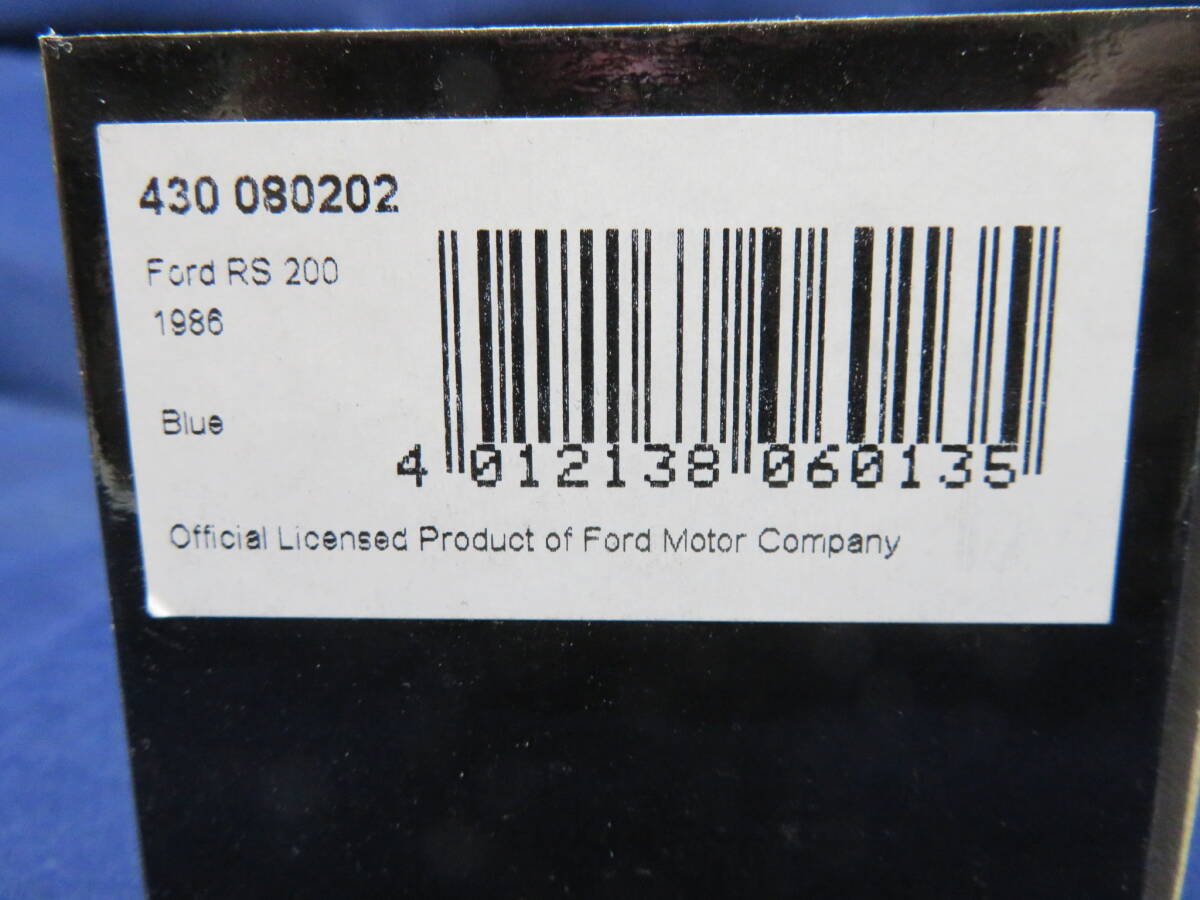 430 080202
Ford RS 200
1986
Blue
4 012138 060135
Official Licensed Product of Ford Motor Company